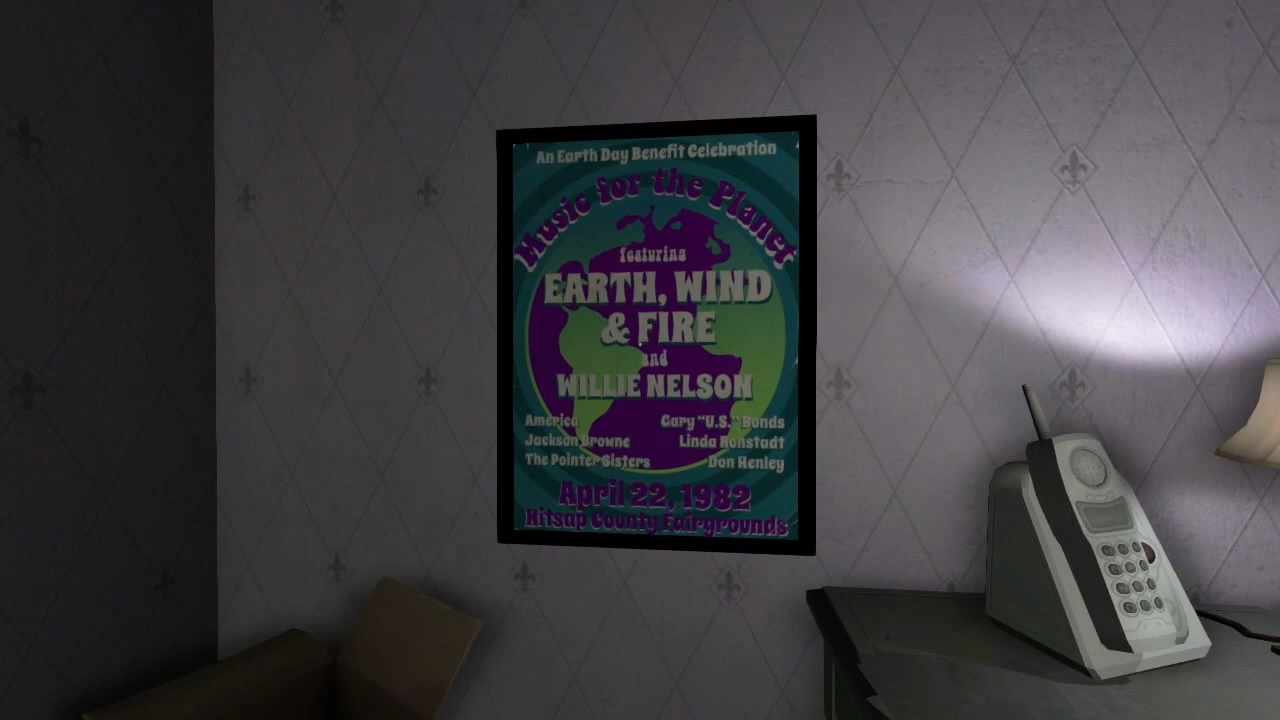 An Earth Day Benefit Celebration
Music for the Planet
featuring
EARTH, WIND
& FIRE
and
WILLIE NELSON
America
Jackson Browne
The Pointer Sisters
Gary "U.S." Bonds
Linda Ronstadt
Don Henley
April 22, 1982
Kitsap County Fairgrounds